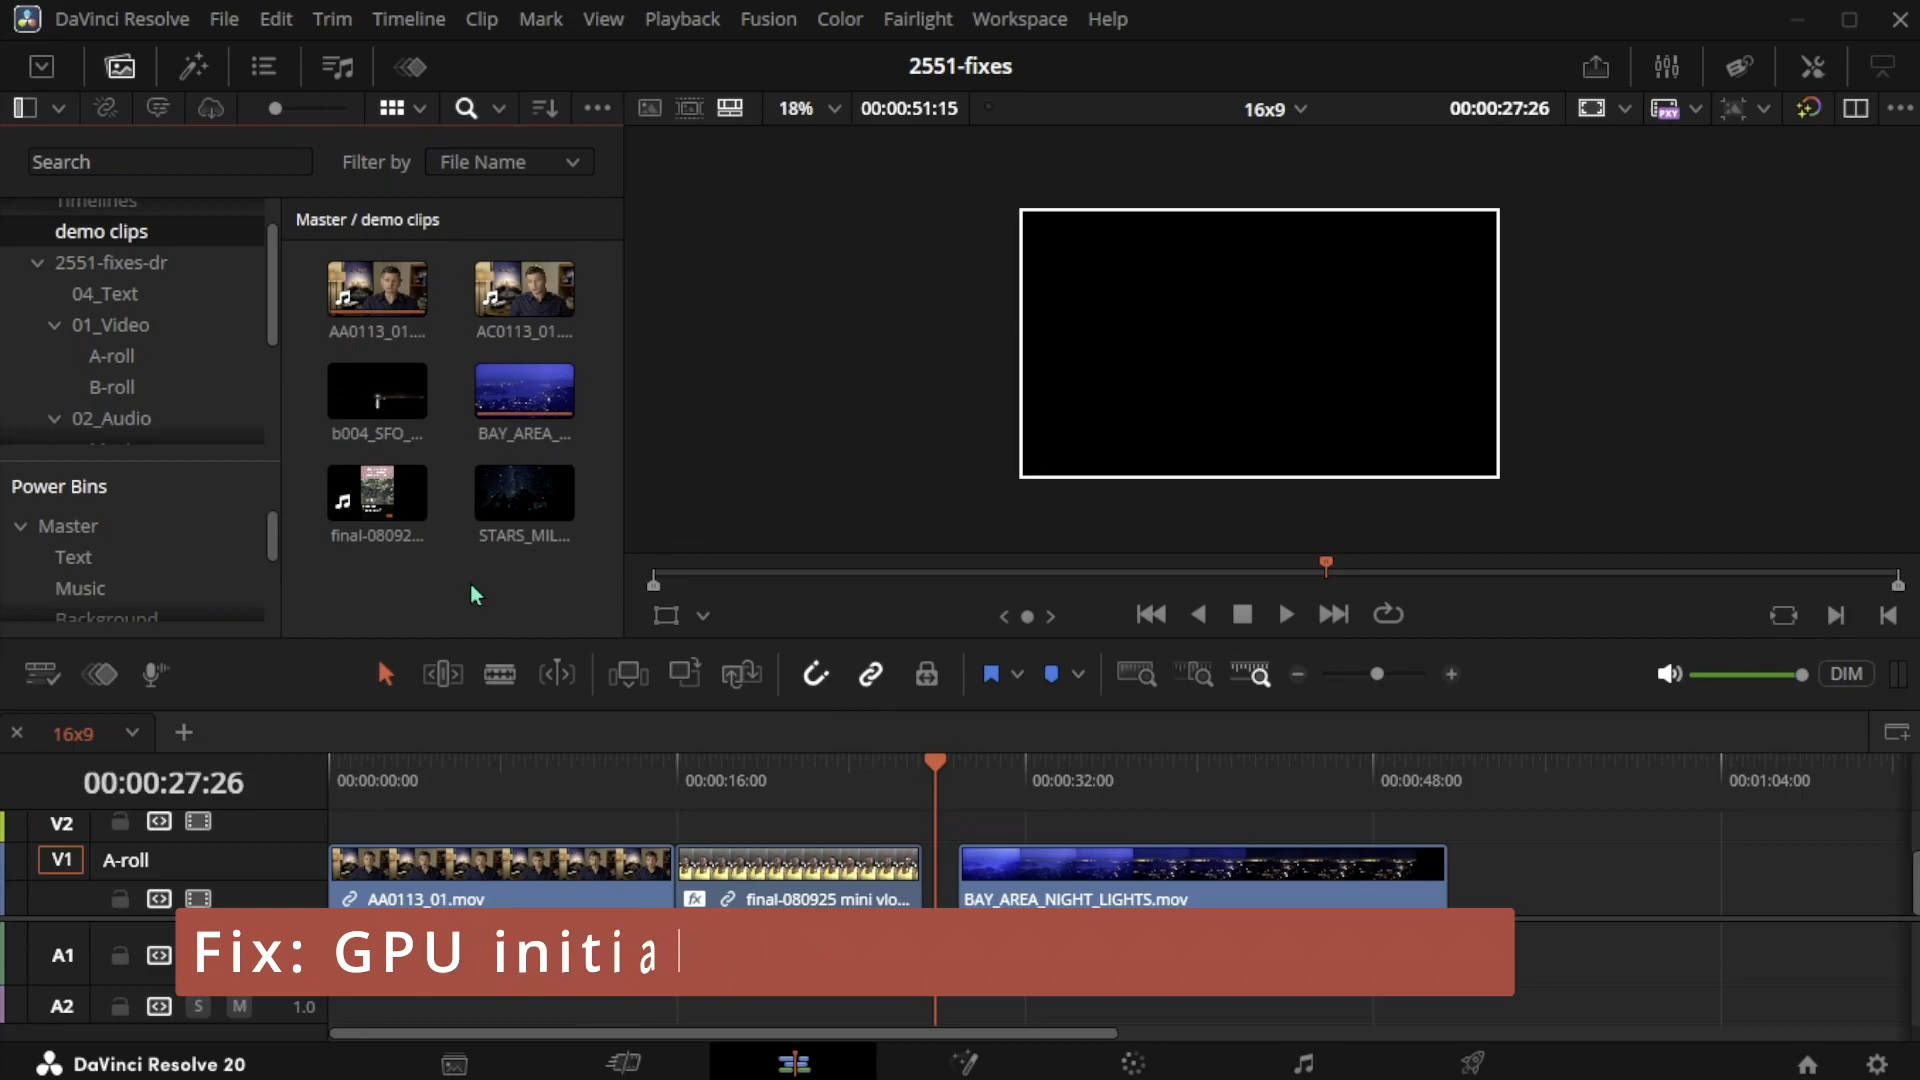 DaVinci Resolve File Edit Trim Timeline Clip Mark View Playback Fusion Color Fairlight Workspace Help
2551-fixes
18% 00:00:51:15 16x9 00:00:27:26 PXY
Search Filter by File Name
Timelines
Master / demo clips
demo clips
2551-fixes-dr
04_Text
01_Video
A-roll
B-roll
02_Audio
AA0113_01.... AC0113_01....
b004_SFO_... BAY_AREA_...
final-08092... STARS_MIL...
Power Bins
Master
Text
Music
Background
DIM
16x9
00:00:27:26
00:00:00:00 00:00:16:00 00:00:32:00 00:00:48:00 00:01:04:00
V2
V1 A-roll
fx
AA0113_01.mov final-080925 mini vlo... BAY_AREA_NIGHT_LIGHTS.mov
A1
Fix: GPU initia
A2 S M 1.0
DaVinci Resolve 20